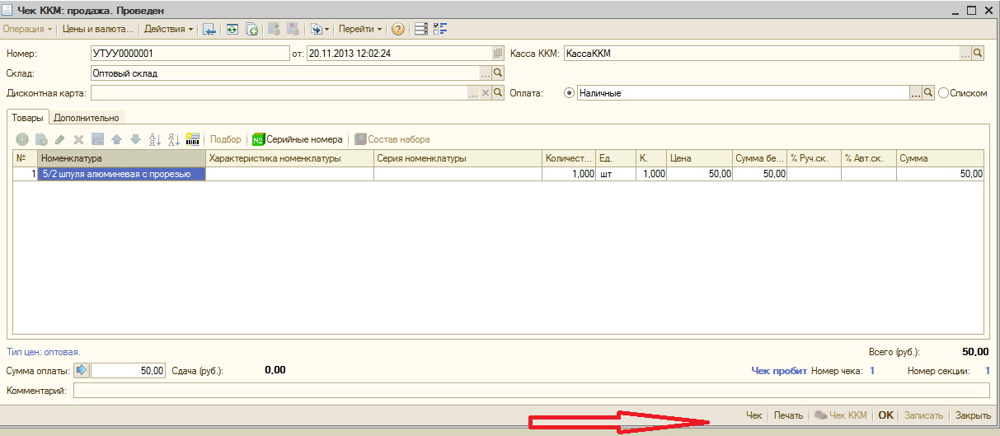 Чек ККМ: продажа. Проведен
Операция Цены и валюта... Действия Перейти
Номер: УТУУ0000001 от: 20.11.2013 12:02:24 Касса ККМ: КассаККМ
Склад: Оптовый склад
Дисконтная карта: Оплата: Наличные Списком
Товары Дополнительно
Подбор № Серийные номера Состав набора
№ Номенклатура Характеристика номенклатуры Серия номенклатуры Количест... Ед. К. Цена Сумма бе... % Руч.ск. % Авт.ск. Сумма
1 5/2 шпуля алюминевая с прорезью 1,000 шт 1,000 50,00 50,00 50,00
Тип цен: оптовая. Всего (руб.): 50,00
Сумма оплаты: 50,00 Сдача (руб.): 0,00 Чек пробит Номер чека: 1 Номер секции: 1
Комментарий:
Чек Печать Чек ККМ OK Записать Закрыть